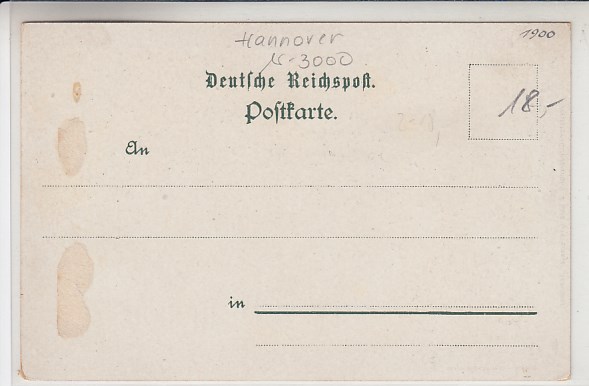 1900
Hannover
N-3000
Deutsche Reichspost.
Postkarte.
18,-
An
in